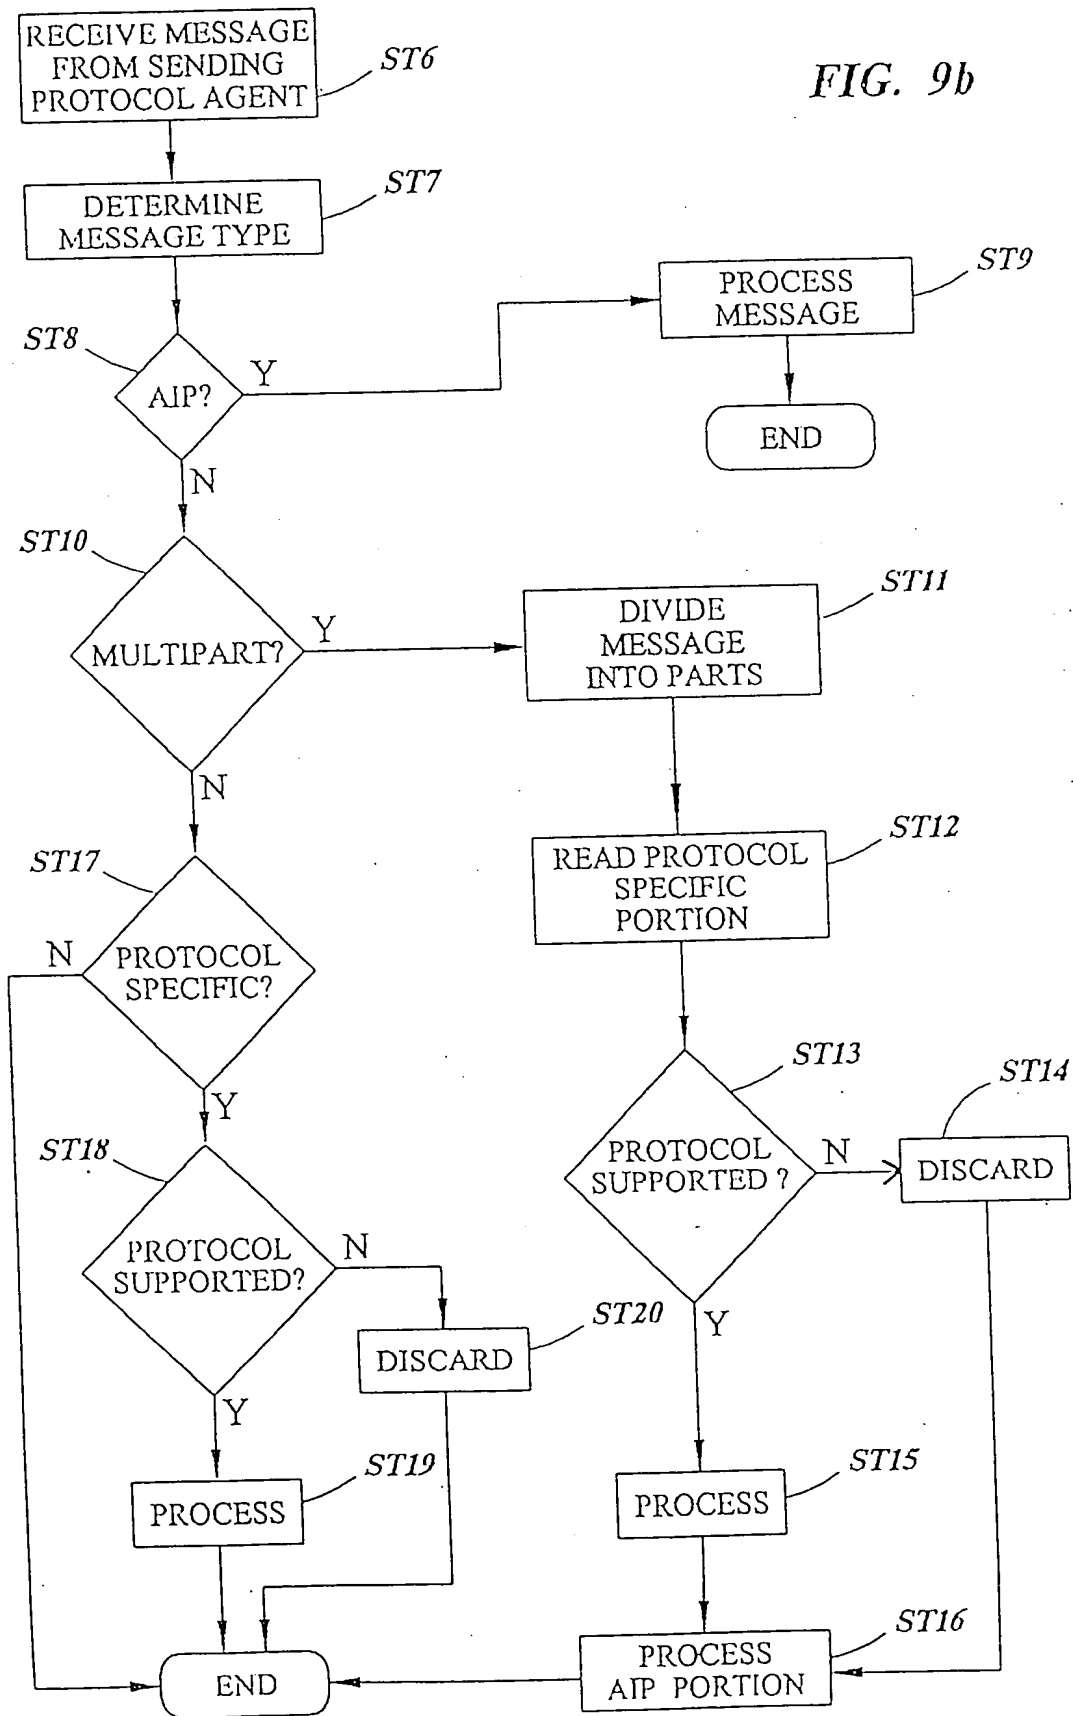 RECEIVE MESSAGE
FROM SENDING
PROTOCOL AGENT
ST6
FIG. 9b
DETERMINE
MESSAGE TYPE
ST7
ST8
AIP?
Y
N
PROCESS
MESSAGE
ST9
END
ST10
MULTIPART?
Y
N
DIVIDE
MESSAGE
INTO PARTS
ST11
READ PROTOCOL
SPECIFIC
PORTION
ST12
ST17
PROTOCOL
SPECIFIC?
N
Y
ST13
PROTOCOL
SUPPORTED ?
N
Y
ST14
DISCARD
ST18
PROTOCOL
SUPPORTED?
N
Y
ST20
DISCARD
ST19
PROCESS
ST15
PROCESS
ST16
PROCESS
AIP PORTION
END